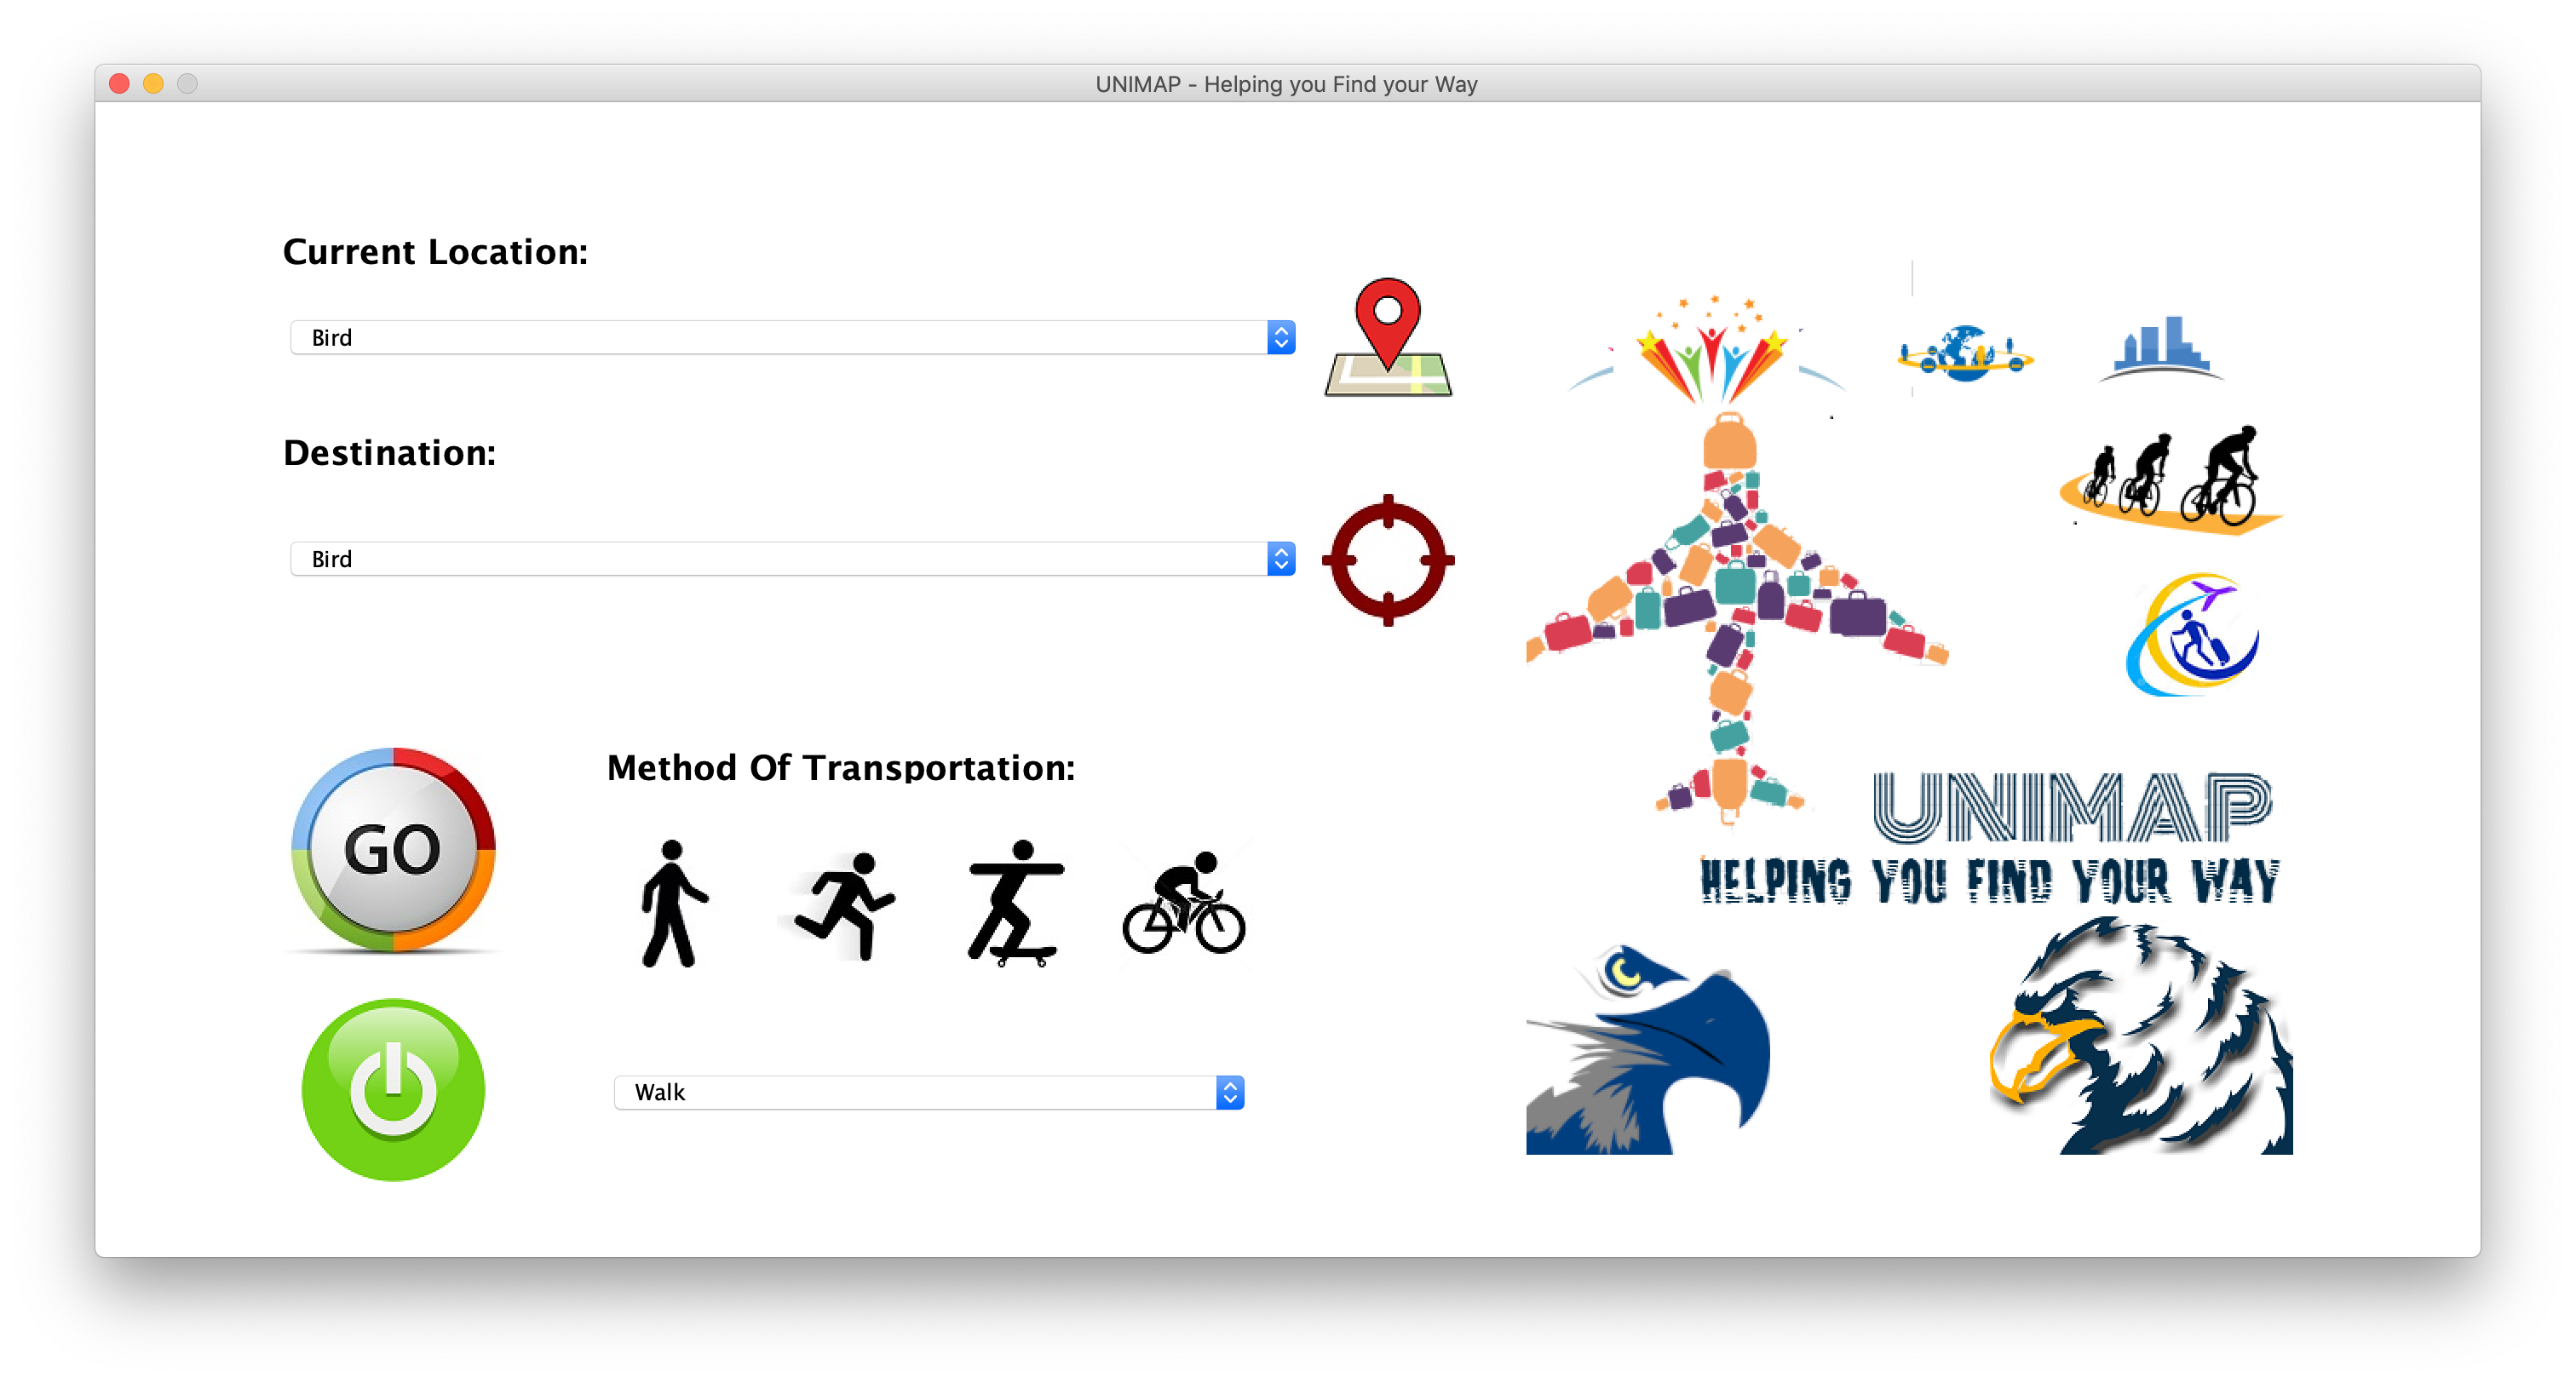 UNIMAP - Helping you Find your Way
Current Location:
Bird
Destination:
Bird
GO
Method Of Transportation:
Walk
UNIMAP
HELPING YOU FIND YOUR WAY